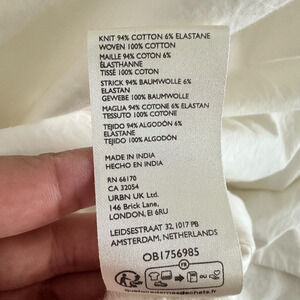 KNIT 94% COTTON 6% ELASTANE
WOVEN 100% COTTON
MAILLE 94% COTON 6%
ÉLASTHANNE
TISSÉ 100% COTON
STRICK 94% BAUMWOLLE 6%
ELASTAN
GEWEBE 100% BAUMWOLLE
MAGLIA 94% COTONE 6% ELASTAN
TESSUTO 100% COTONE
TEJIDO 94% ALGODÓN 6%
ELASTANO
TEJIDO 100% ALGODÓN
MADE IN INDIA
HECHO EN INDIA
RN 66170
CA 32054
URBN UK Ltd.
146 Brick Lane,
LONDON, E1 6RU
LEIDSESTRAAT 32, 1017 PB
AMSTERDAM, NETHERLANDS
OB1756985
FR
OU